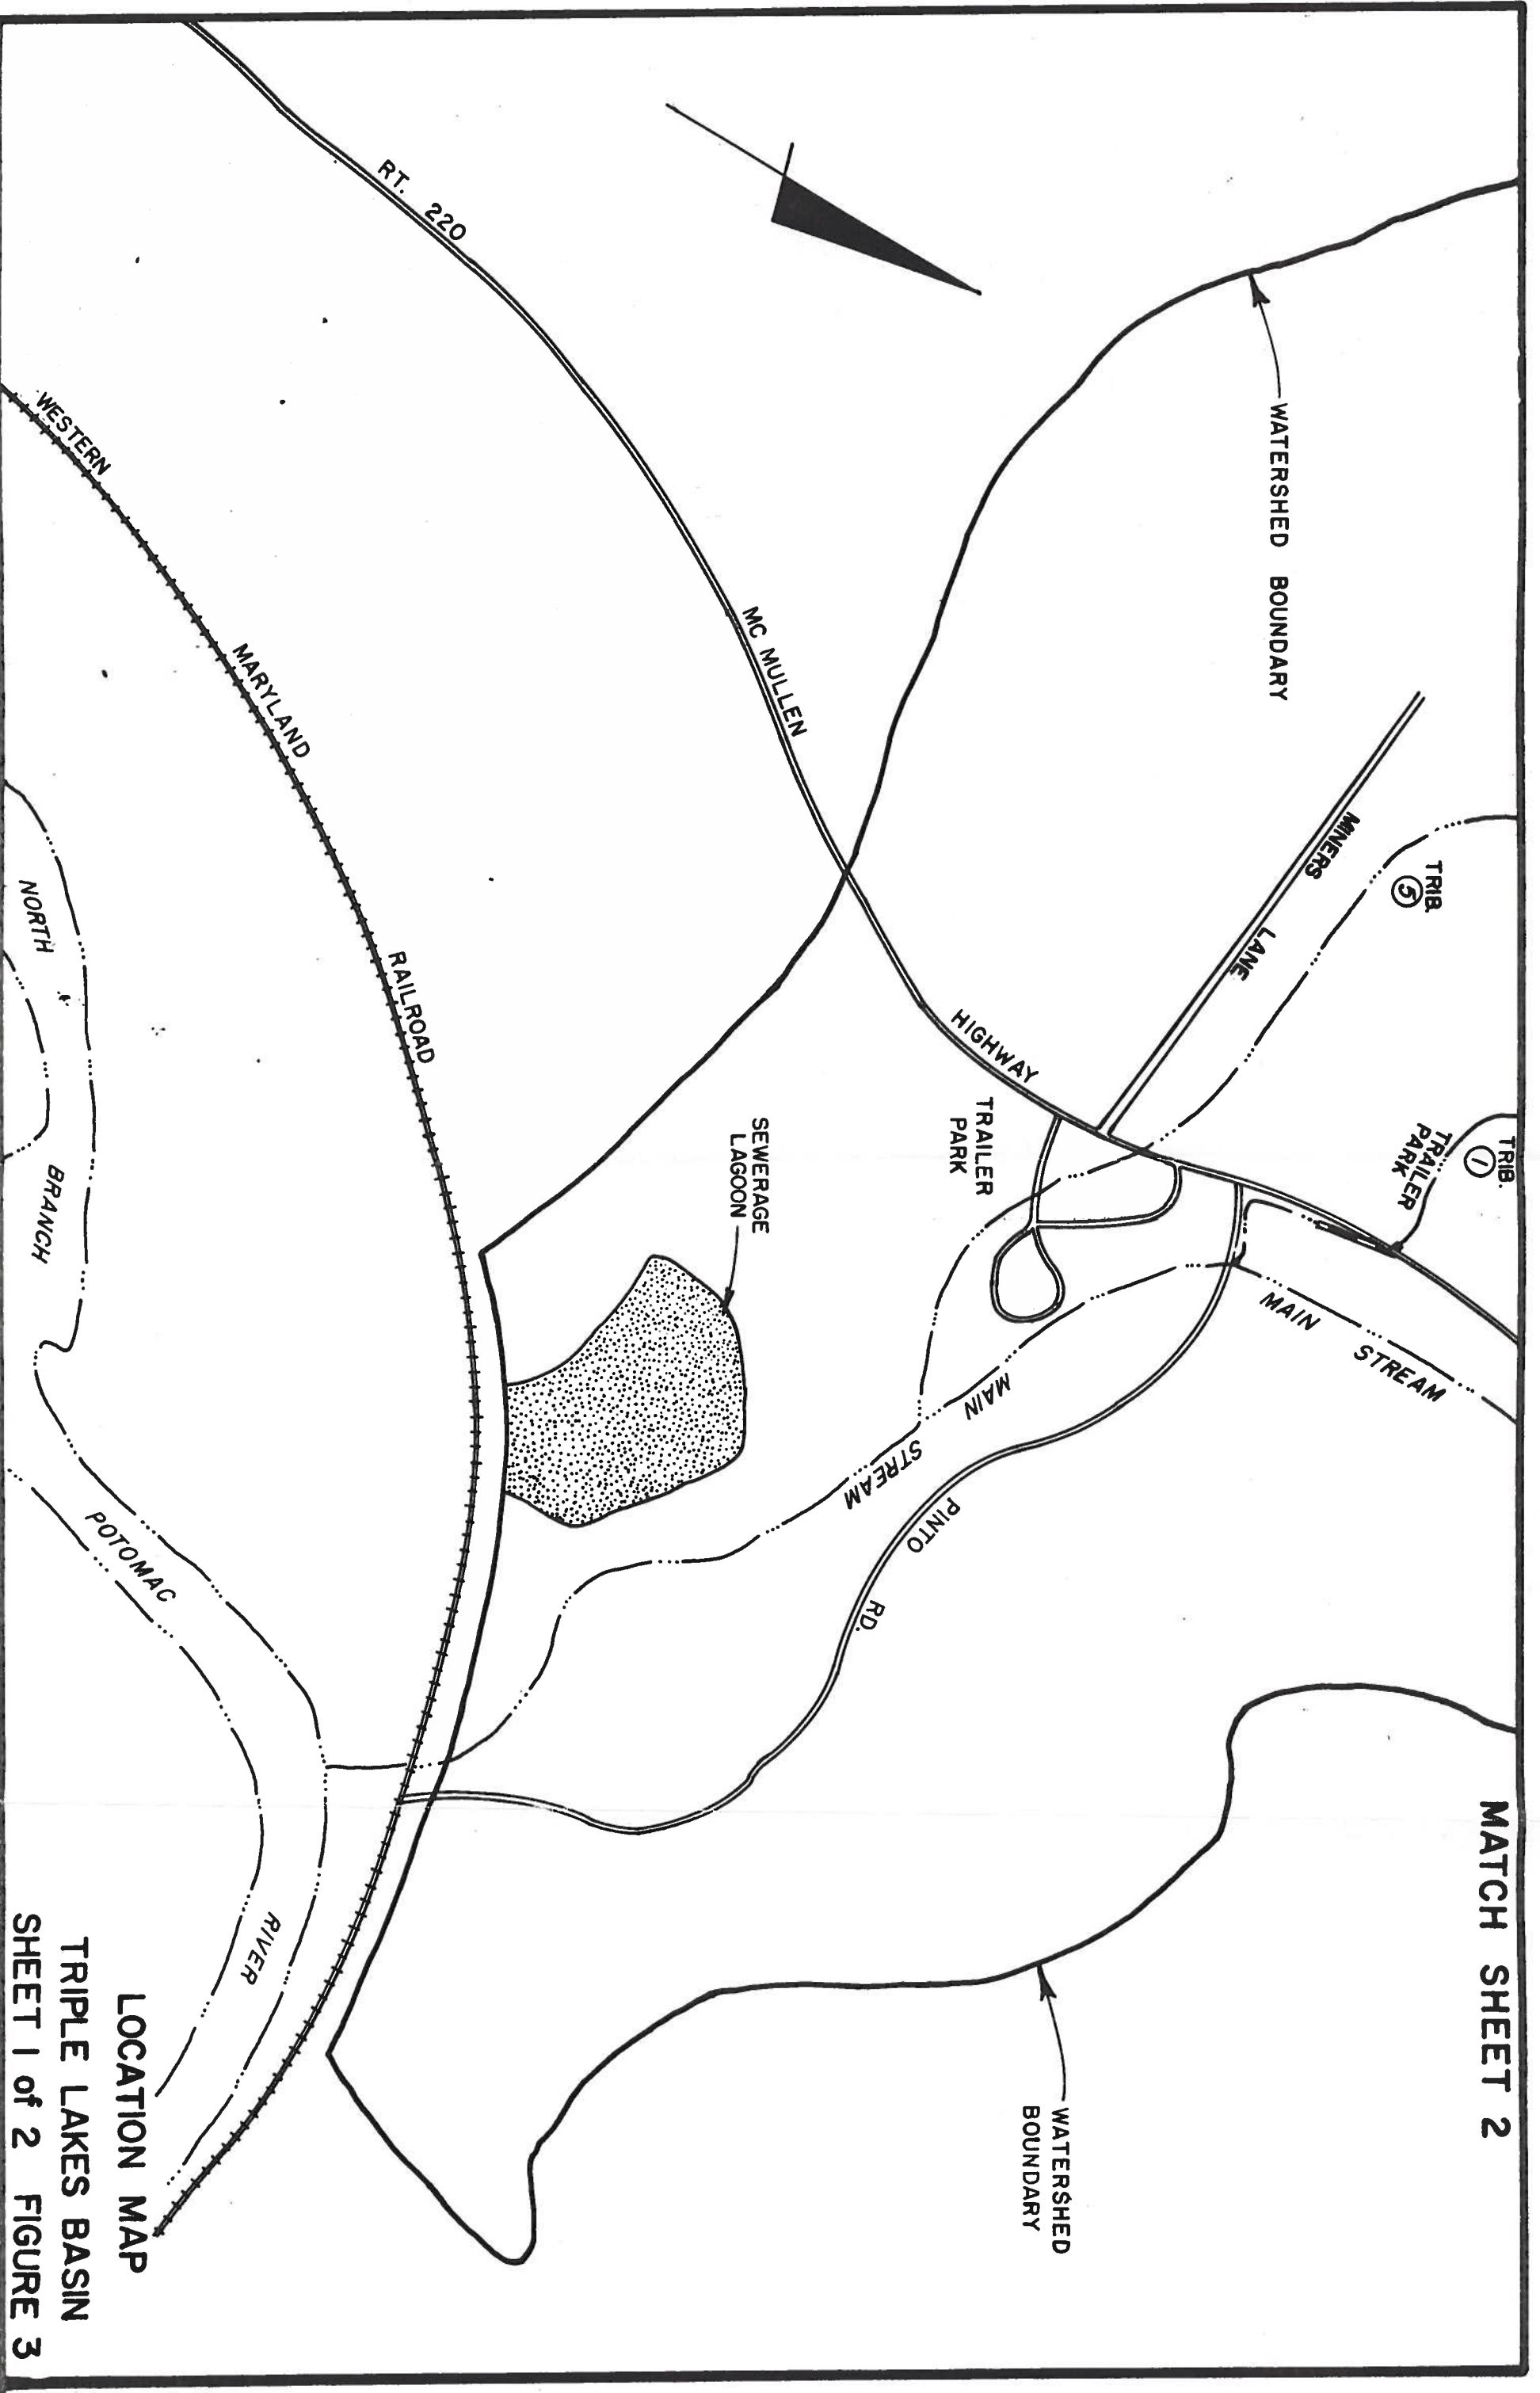 MATCH SHEET 2
WATERSHED BOUNDARY
TRIB.
5
TRIB.
1
TRAILER
PARK
MINERS LANE
MAIN STREAM
WATERSHED
BOUNDARY
RT. 220
MC MULLEN HIGHWAY
TRAILER
PARK
MAIN STREAM
PINTO RD.
SEWERAGE
LAGOON
WESTERN MARYLAND RAILROAD
NORTH BRANCH POTOMAC RIVER
LOCATION MAP
TRIPLE LAKES BASIN
SHEET 1 of 2 FIGURE 3